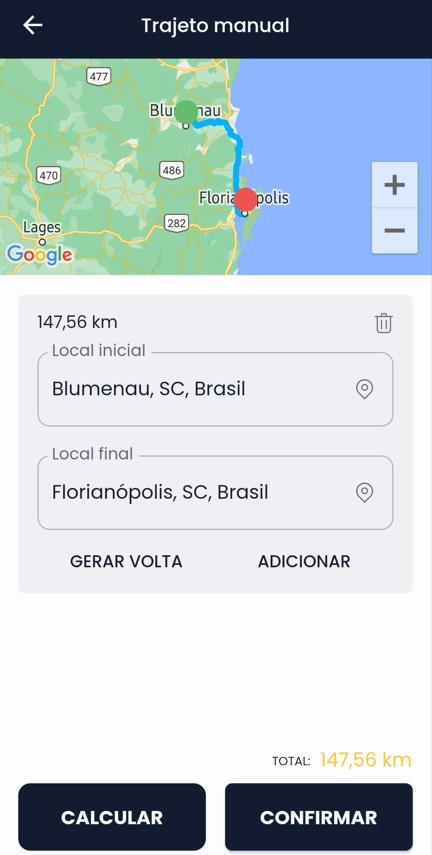 Trajeto manual
477
Blumenau
470
486
Florianópolis
Lages
282
Google
+
−
147,56 km
Local inicial
Blumenau, SC, Brasil
Local final
Florianópolis, SC, Brasil
GERAR VOLTA
ADICIONAR
TOTAL: 147,56 km
CALCULAR
CONFIRMAR